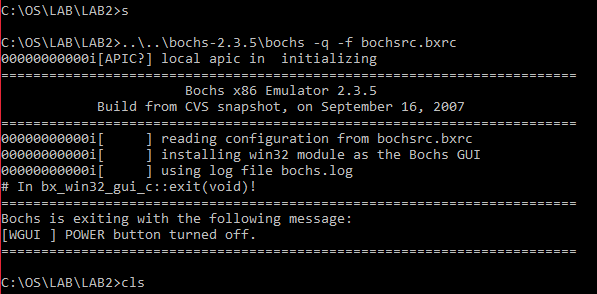 C:\OS\LAB\LAB2>s
C:\OS\LAB\LAB2>..\..\bochs-2.3.5\bochs -q -f bochsrc.bxrc
00000000000i[APIC?] local apic in  initializing
========================================================================
                       Bochs x86 Emulator 2.3.5
            Build from CVS snapshot, on September 16, 2007
========================================================================
00000000000i[     ] reading configuration from bochsrc.bxrc
00000000000i[     ] installing win32 module as the Bochs GUI
00000000000i[     ] using log file bochs.log
# In bx_win32_gui_c::exit(void)!
========================================================================
Bochs is exiting with the following message:
[WGUI ] POWER button turned off.
========================================================================
C:\OS\LAB\LAB2>cls